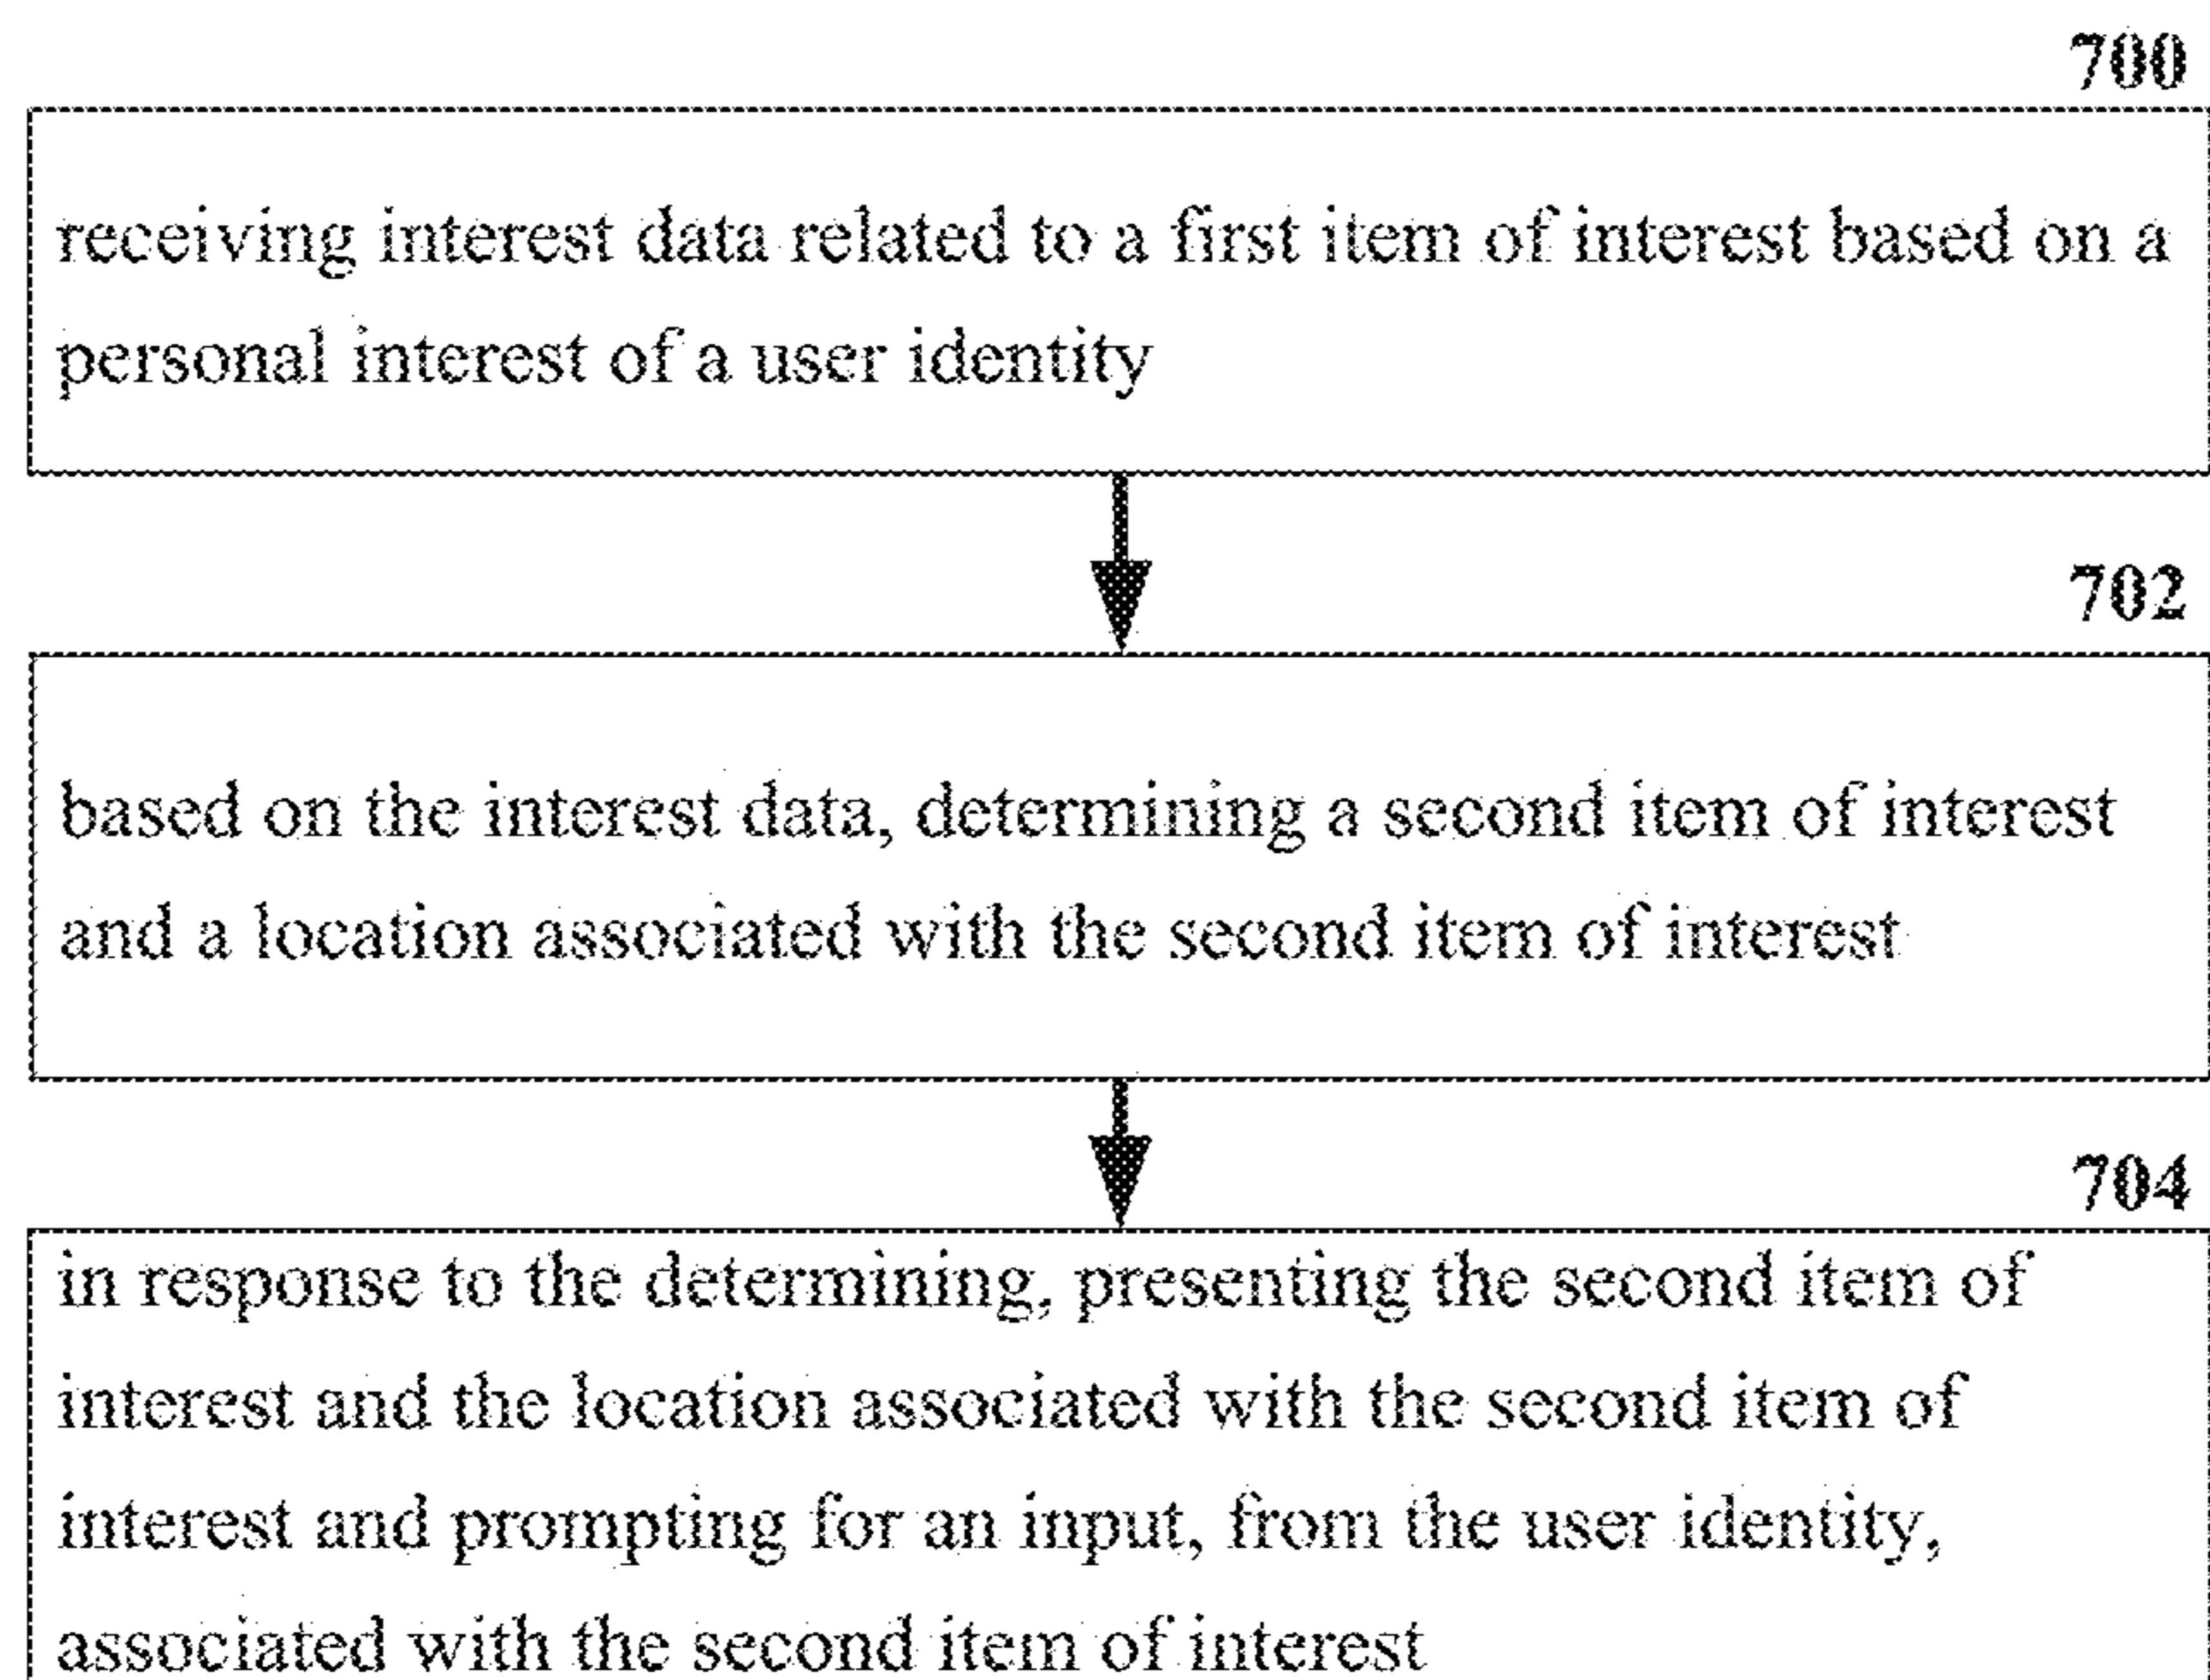 700
receiving interest data related to a first item of interest based on a
personal interest of a user identity
702
based on the interest data, determining a second item of interest
and a location associated with the second item of interest
704
in response to the determining, presenting the second item of
interest and the location associated with the second item of
interest and prompting for an input, from the user identity,
associated with the second item of interest